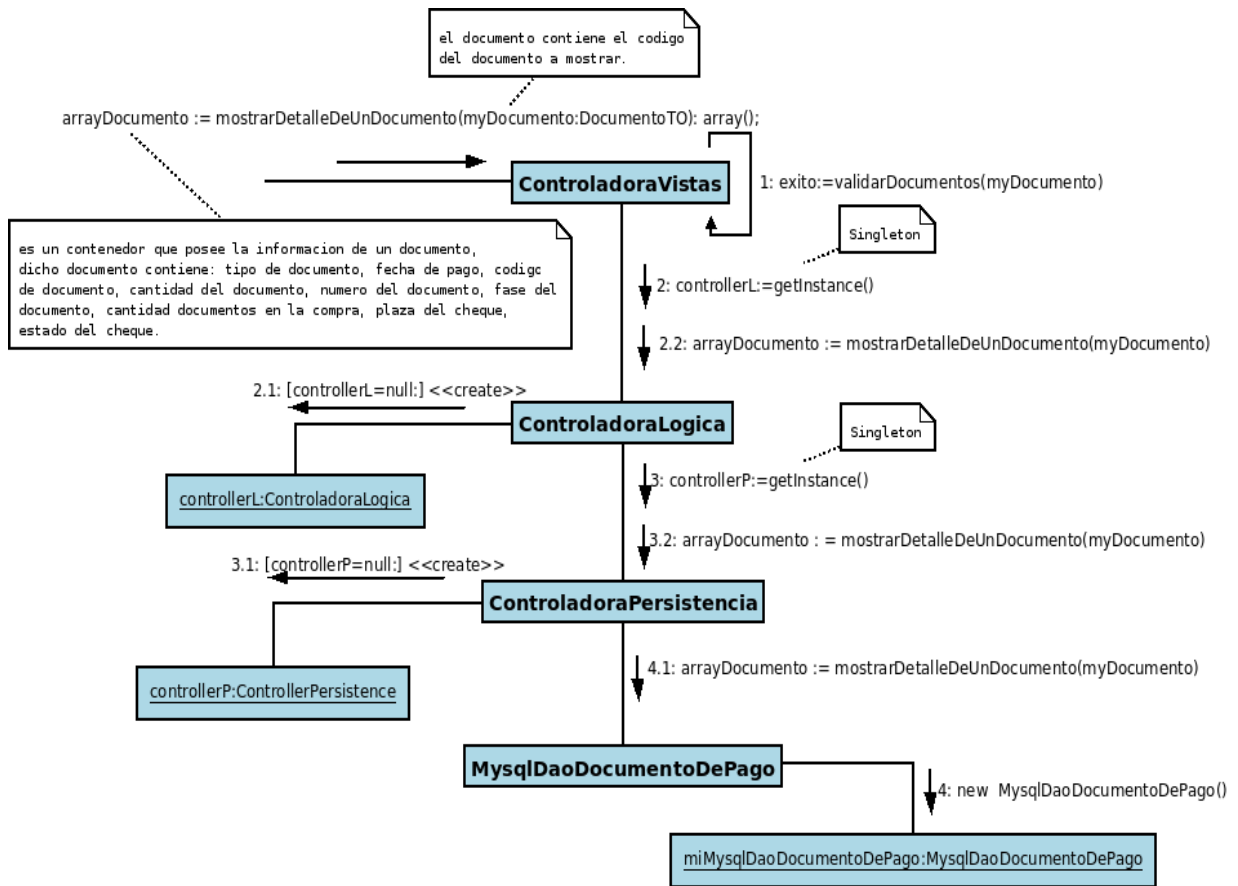 el documento contiene el codigo
del documento a mostrar.
arrayDocumento := mostrarDetalleDeUnDocumento(myDocumento:DocumentoTO): array();
ControladoraVistas
1: exito:=validarDocumentos(myDocumento)
Singleton
es un contenedor que posee la informacion de un documento,
dicho documento contiene: tipo de documento, fecha de pago, codigc
de documento, cantidad del documento, numero del documento, fase del
documento, cantidad documentos en la compra, plaza del cheque,
estado del cheque.
2: controllerL:=getInstance()
2.2: arrayDocumento := mostrarDetalleDeUnDocumento(myDocumento)
2.1: [controllerL=null:] <<create>>
ControladoraLogica
Singleton
controllerL:ControladoraLogica
3: controllerP:=getInstance()
3.2: arrayDocumento : = mostrarDetalleDeUnDocumento(myDocumento)
3.1: [controllerP=null:] <<create>>
ControladoraPersistencia
controllerP:ControllerPersistence
4.1: arrayDocumento := mostrarDetalleDeUnDocumento(myDocumento)
MysqlDaoDocumentoDePago
4: new MysqlDaoDocumentoDePago()
miMysqlDaoDocumentoDePago:MysqlDaoDocumentoDePago